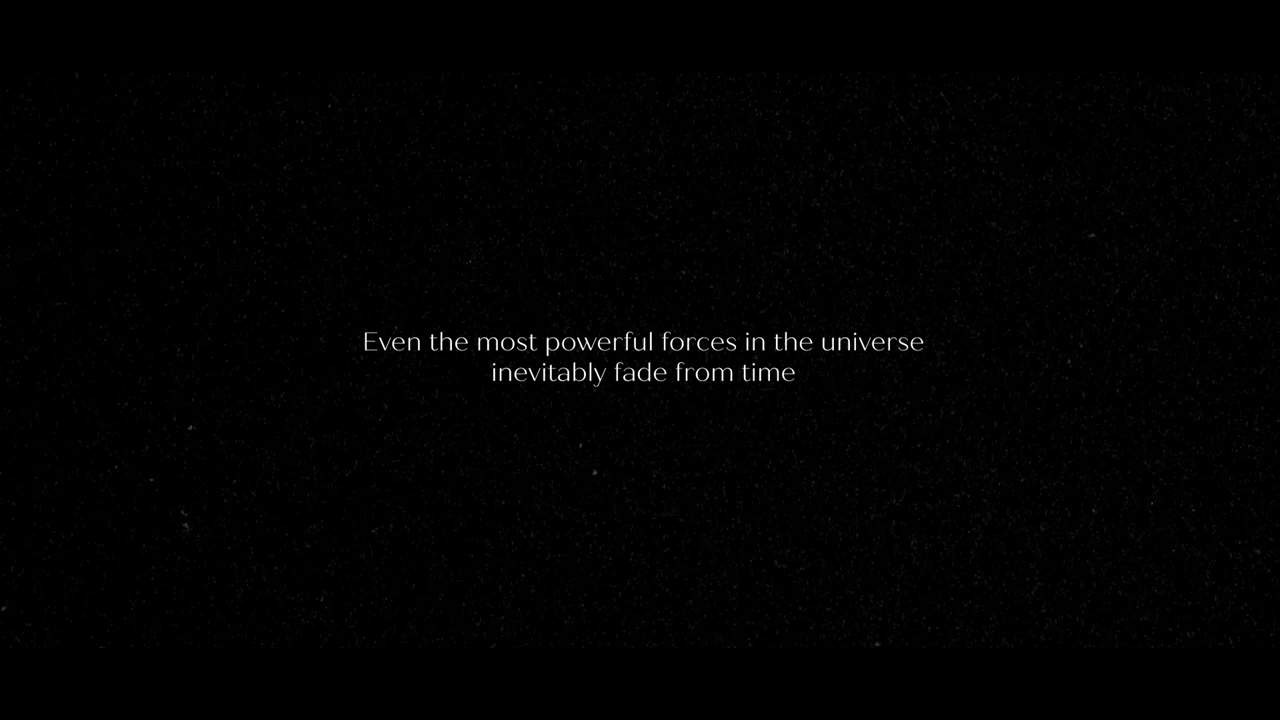 Even the most powerful forces in the universe
inevitably fade from time